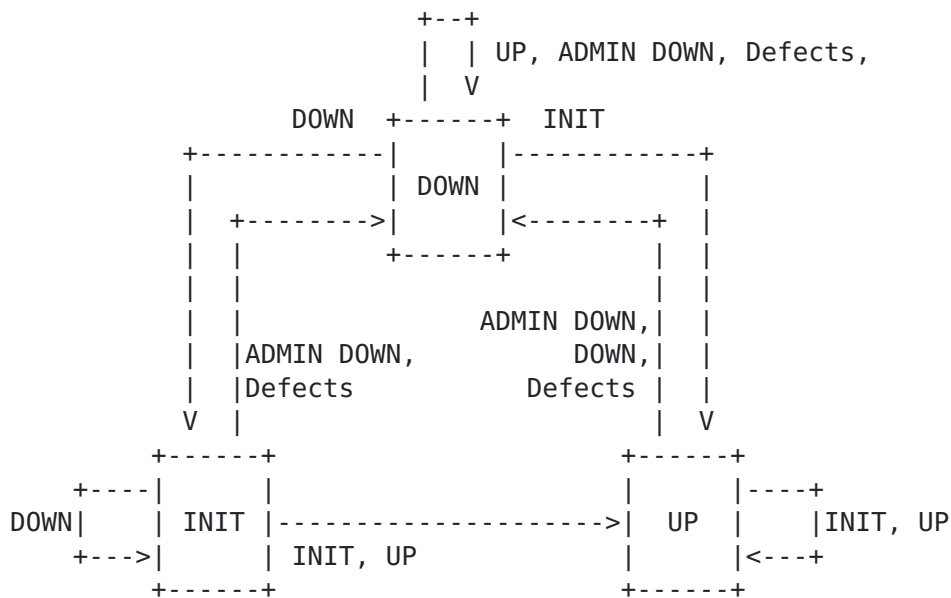 UP, ADMIN DOWN, Defects,
DOWN INIT
DOWN
ADMIN DOWN,
ADMIN DOWN, DOWN,
Defects Defects
DOWN INIT UP INIT, UP
INIT, UP